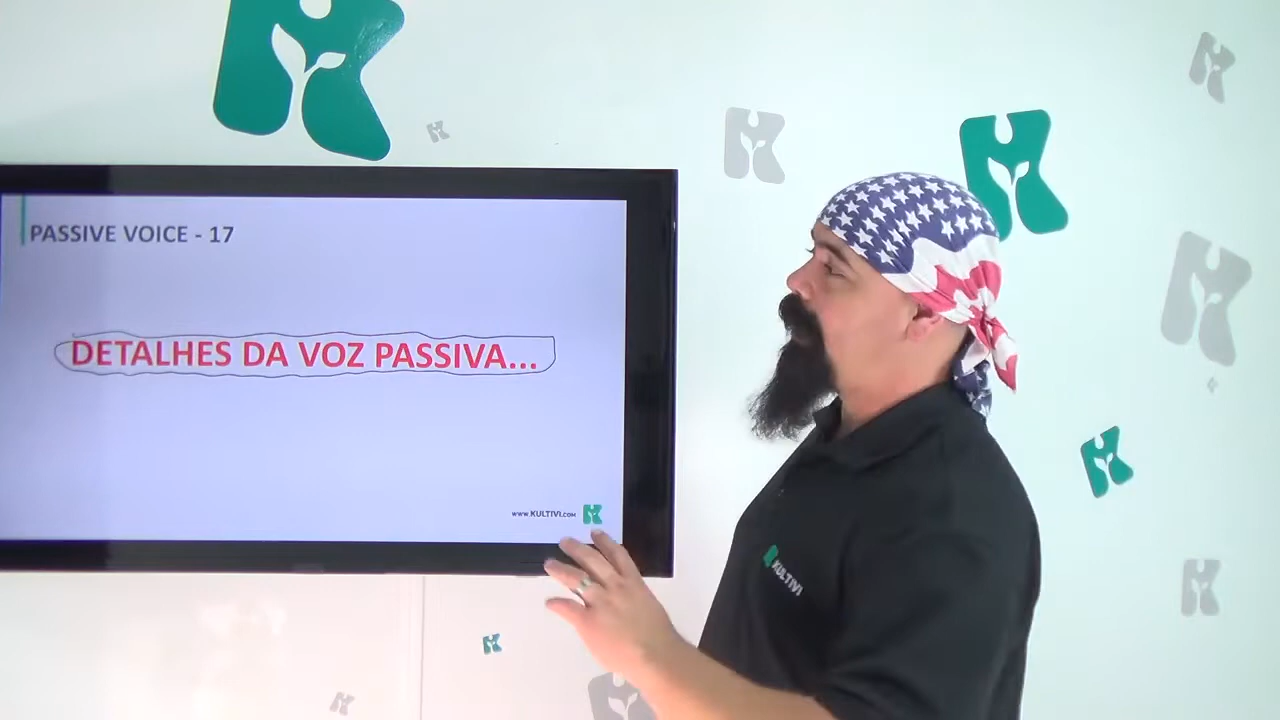 PASSIVE VOICE - 17
DETALHES DA VOZ PASSIVA...
WWW.KULTIVI.COM
KULTIVI